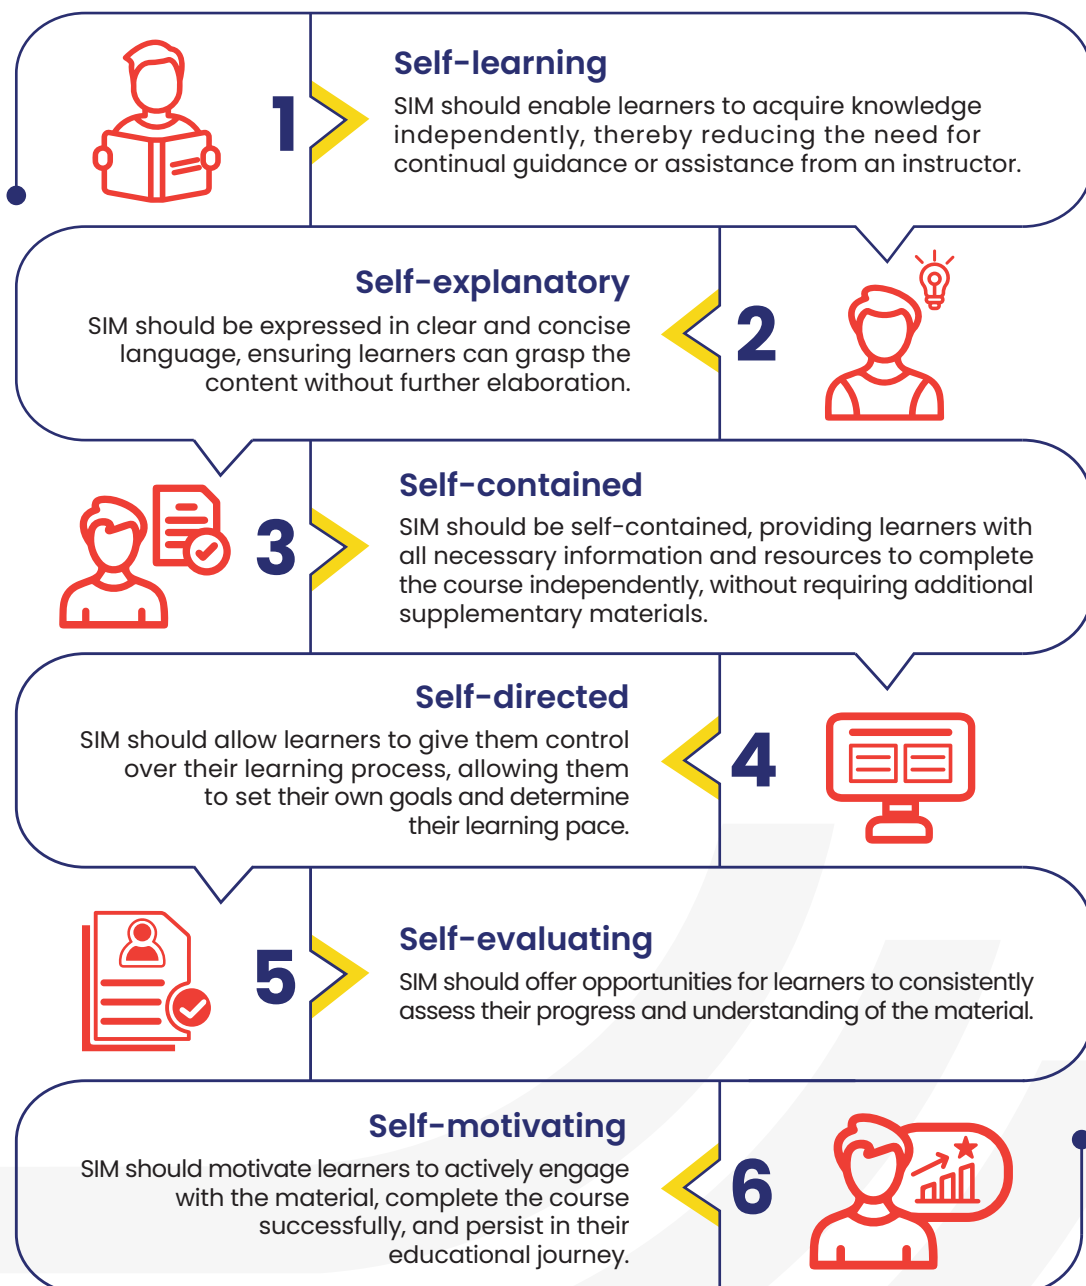 1
Self-learning
SIM should enable learners to acquire knowledge
independently, thereby reducing the need for
continual guidance or assistance from an instructor.
Self-explanatory
SIM should be expressed in clear and concise
language, ensuring learners can grasp the
content without further elaboration.
2
3
Self-contained
SIM should be self-contained, providing learners with
all necessary information and resources to complete
the course independently, without requiring additional
supplementary materials.
Self-directed
SIM should allow learners to give them control
over their learning process, allowing them
to set their own goals and determine
their learning pace.
4
5
Self-evaluating
SIM should offer opportunities for learners to consistently
assess their progress and understanding of the material.
Self-motivating
SIM should motivate learners to actively engage
with the material, complete the course
successfully, and persist in their
educational journey.
6